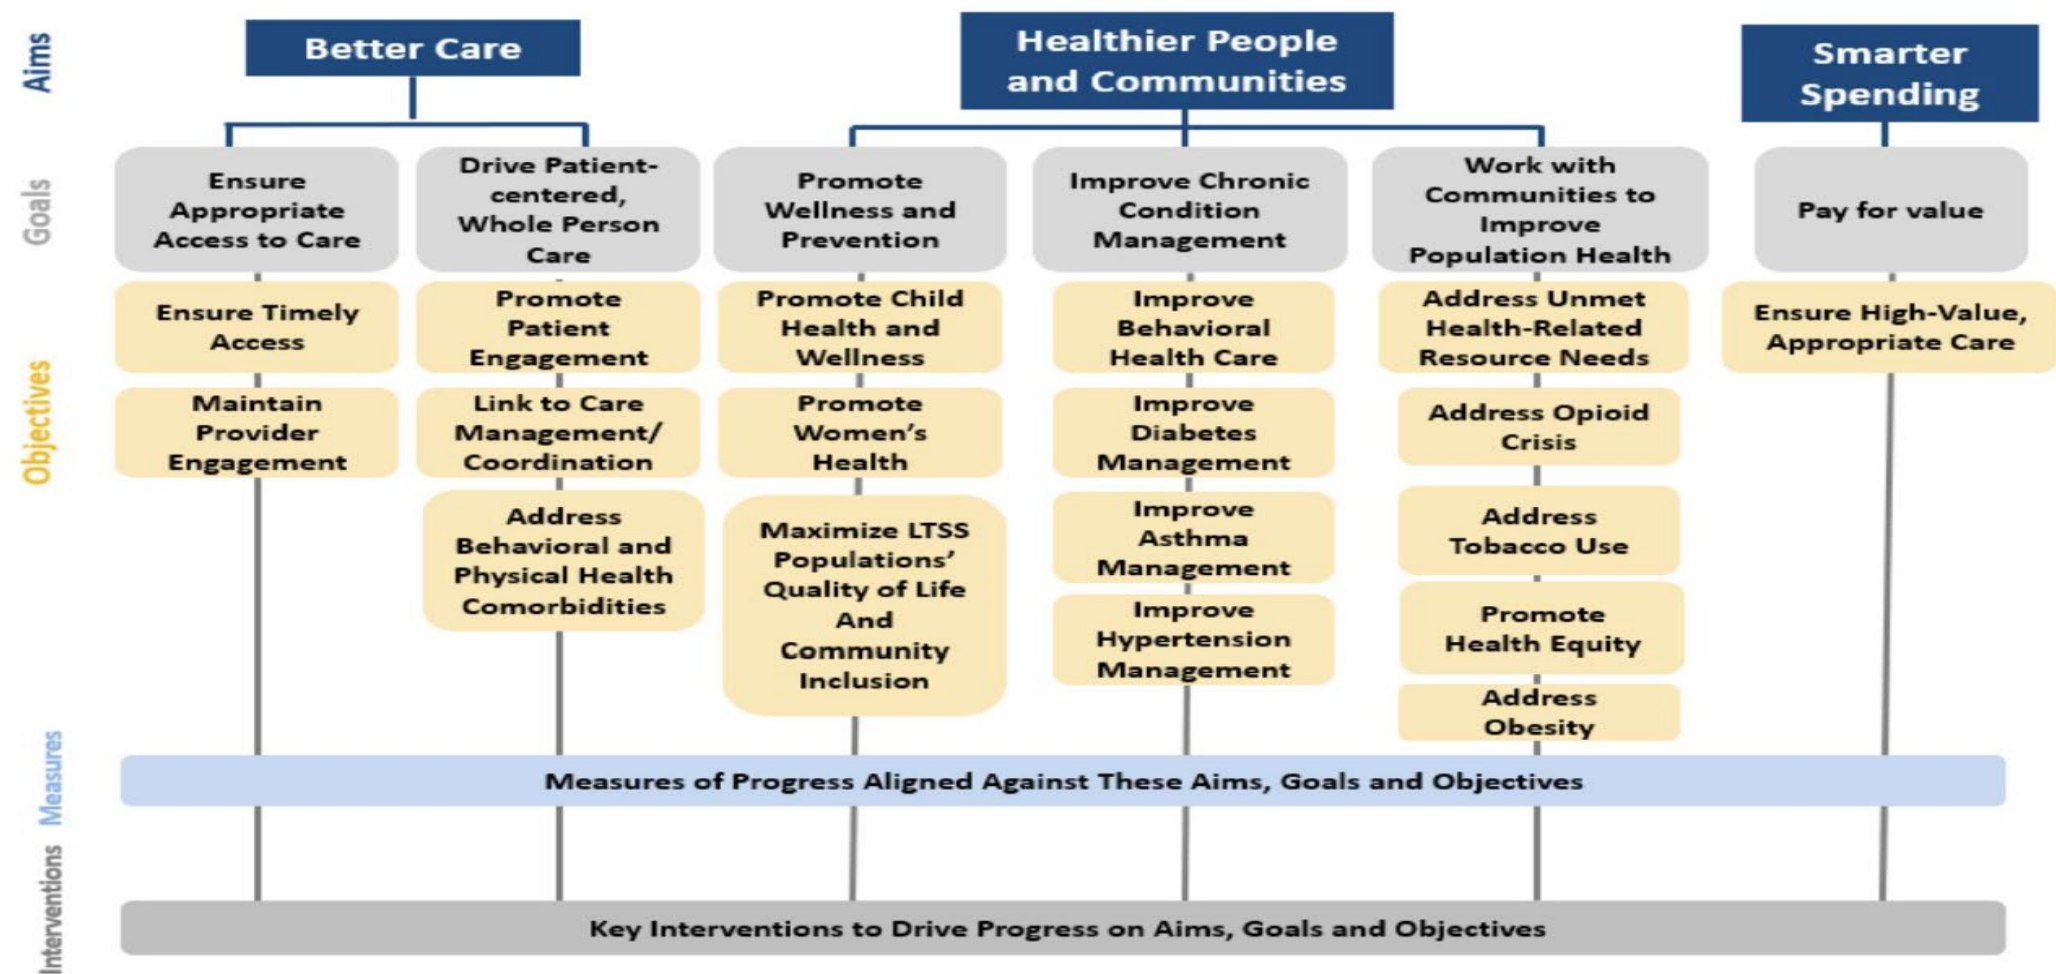 Aims
Better Care
Healthier People
and Communities
Smarter
Spending
Goals
Ensure
Appropriate
Access to Care
Drive Patient-
centered,
Whole Person
Care
Promote
Wellness and
Prevention
Improve Chronic
Condition
Management
Work with
Communities to
Improve
Population Health
Pay for value
Objectives
Ensure Timely
Access
Maintain
Provider
Engagement
Promote
Patient
Engagement
Link to Care
Management/
Coordination
Address
Behavioral and
Physical Health
Comorbidities
Promote Child
Health and
Wellness
Promote
Women’s
Health
Maximize LTSS
Populations’
Quality of Life
And
Community
Inclusion
Improve
Behavioral
Health Care
Improve
Diabetes
Management
Improve
Asthma
Management
Improve
Hypertension
Management
Address Unmet
Health-Related
Resource Needs
Address Opioid
Crisis
Address
Tobacco Use
Promote
Health Equity
Address
Obesity
Ensure High-Value,
Appropriate Care
Measures
Measures of Progress Aligned Against These Aims, Goals and Objectives
Interventions
Key Interventions to Drive Progress on Aims, Goals and Objectives